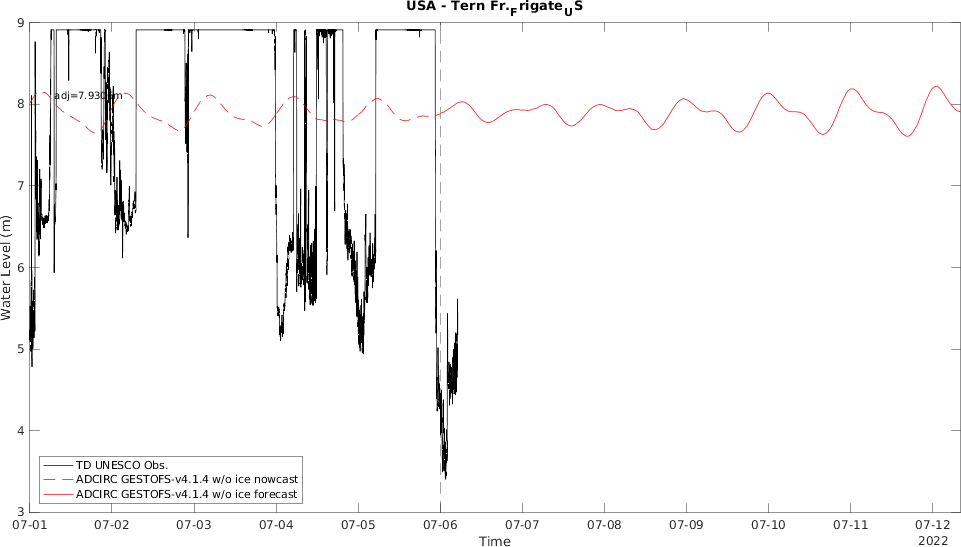 USA - Tern Fr.FrigateUS
9
8
7
6
5
4
3
Water Level (m)
adj=7.930 m
TD UNESCO Obs.
ADCIRC GESTOFS-v4.1.4 w/o ice nowcast
ADCIRC GESTOFS-v4.1.4 w/o ice forecast
07-01 07-02 07-03 07-04 07-05 07-06 07-07 07-08 07-09 07-10 07-11 07-12
Time
2022